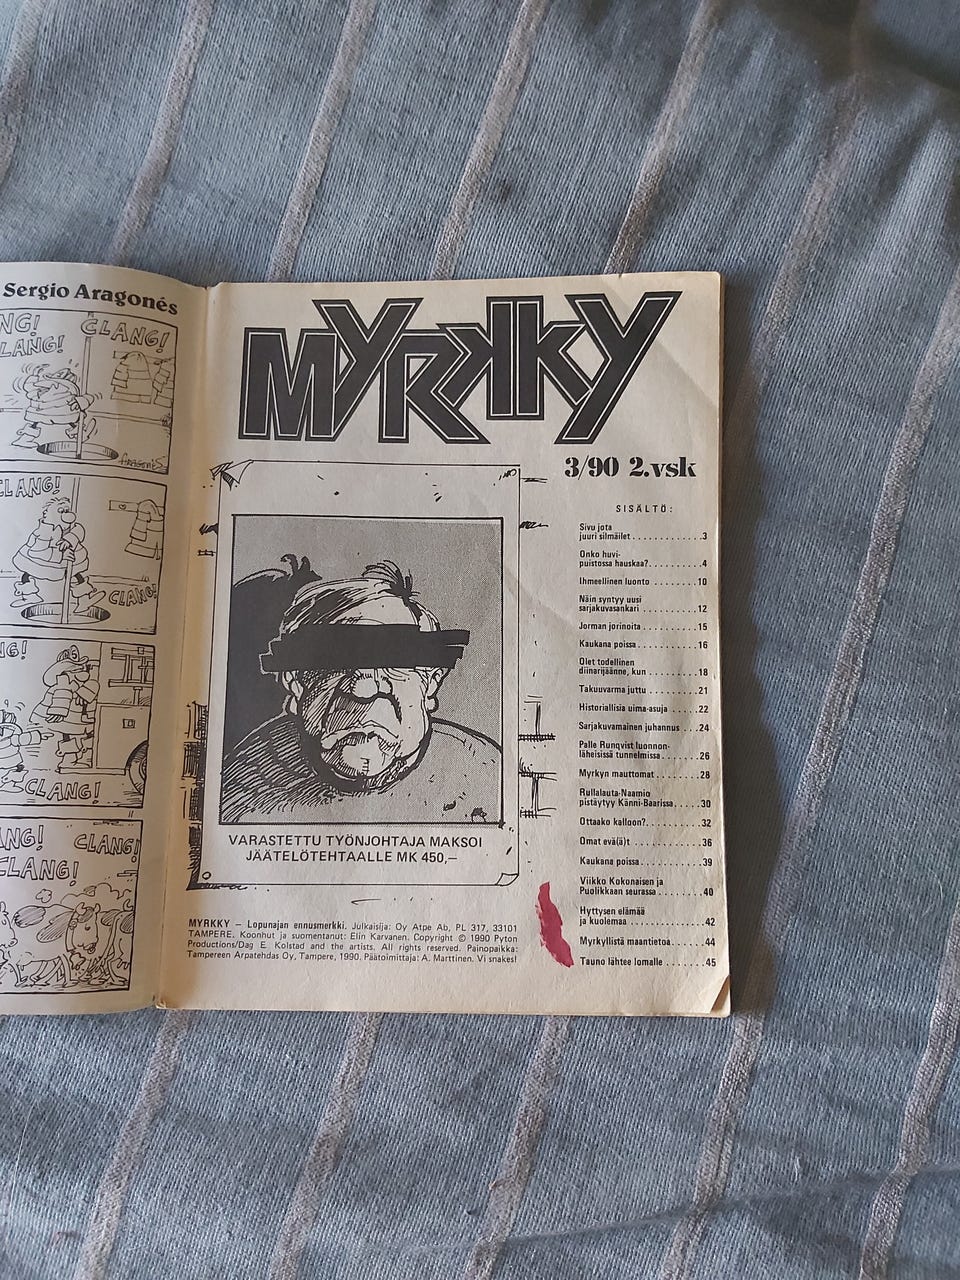 Sergio Aragonés
NG!
LANG!
CLANG!
ARAGONÉS
CLANG!
CLANG!
NG!
CLANG!
ANG!
CLANG!
CLANG!
MYRKKY
3/90 2.vsk
SISÄLTÖ:
Sivu jota
juuri silmäilet . . . . . . . . . . . . .3
Onko huvi-
puistossa hauskaa? . . . . . . . . . .4
Ihmeellinen luonto . . . . . . . . .10
Näin syntyy uusi
sarjakuvasankari . . . . . . . . . .12
Jorman jorinoita . . . . . . . . . .15
Kaukana poissa . . . . . . . . . . .16
Olet todellinen
diinarijäänne, kun . . . . . . . . .18
Takuuvarma juttu . . . . . . . . .21
Historiallisia uima-asuja . . . . .22
Sarjakuvamainen juhannus . . .24
Palle Runqvist luonnon-
läheisissä tunnelmissa . . . . . . .26
Myrkyn mauttomat . . . . . . . .28
Rullalauta-Naamio
pistäytyy Känni-Baarissa . . . . .30
Ottaako kalloon? . . . . . . . . . .32
Omat evä(ä)t . . . . . . . . . . . .36
Kaukana poissa . . . . . . . . . . .39
Viikko Kokonaisen ja
Puolikkaan seurassa . . . . . . . .40
Hyttysen elämää
ja kuolemaa . . . . . . . . . . . . .42
Myrkyllistä maantietoa . . . . . .44
Tauno lähtee lomalle . . . . . . .45
VARASTETTU TYÖNJOHTAJA MAKSOI
JÄÄTELÖTEHTAALLE MK 450,—
MYRKKY – Lopunajan ennusmerkki. Julkaisija: Oy Atpe Ab, PL 317, 33101
TAMPERE. Koonnut ja suomentanut: Elin Karvanen. Copyright © 1990 Pyton
Productions/Dag E. Kolstad and the artists. All rights reserved. Painopaikka:
Tampereen Arpatehdas Oy, Tampere, 1990. Päätoimittaja: A. Marttinen. Vi snakes!